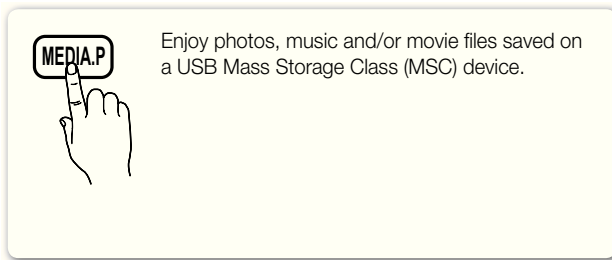 MEDIA.P
Enjoy photos, music and/or movie files saved on
a USB Mass Storage Class (MSC) device.